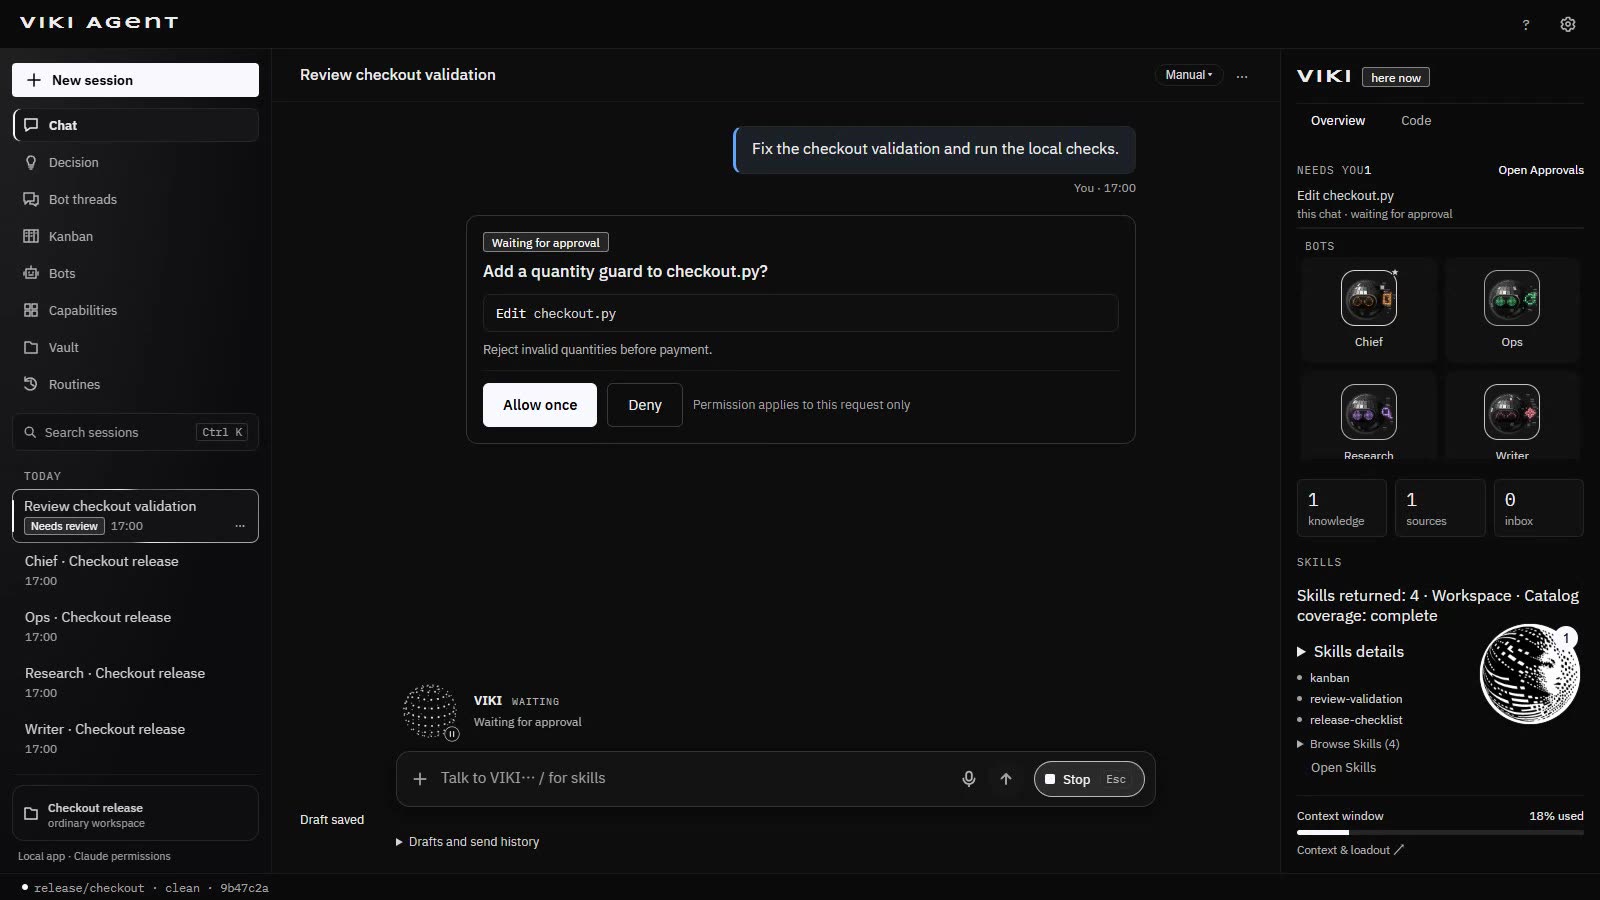 VIKI AGENT
?
New session
Chat
Decision
Bot threads
Kanban
Bots
Capabilities
Vault
Routines
Search sessions
Ctrl K
TODAY
Review checkout validation
Needs review 17:00 ...
Chief · Checkout release
17:00
Ops · Checkout release
17:00
Research · Checkout release
17:00
Writer · Checkout release
17:00
Checkout release
ordinary workspace
Local app · Claude permissions
Review checkout validation
Manual
...
Fix the checkout validation and run the local checks.
You · 17:00
Waiting for approval
Add a quantity guard to checkout.py?
Edit checkout.py
Reject invalid quantities before payment.
Allow once
Deny
Permission applies to this request only
VIKI WAITING
Waiting for approval
Talk to VIKI··· / for skills
Stop Esc
Draft saved
Drafts and send history
VIKI here now
Overview
Code
NEEDS YOU1
Open Approvals
Edit checkout.py
this chat · waiting for approval
BOTS
Chief
Ops
Research
Writer
1
knowledge
1
sources
0
inbox
SKILLS
Skills returned: 4 · Workspace · Catalog
coverage: complete
1
Skills details
kanban
review-validation
release-checklist
Browse Skills (4)
Open Skills
Context window
18% used
Context & loadout
release/checkout · clean · 9b47c2a